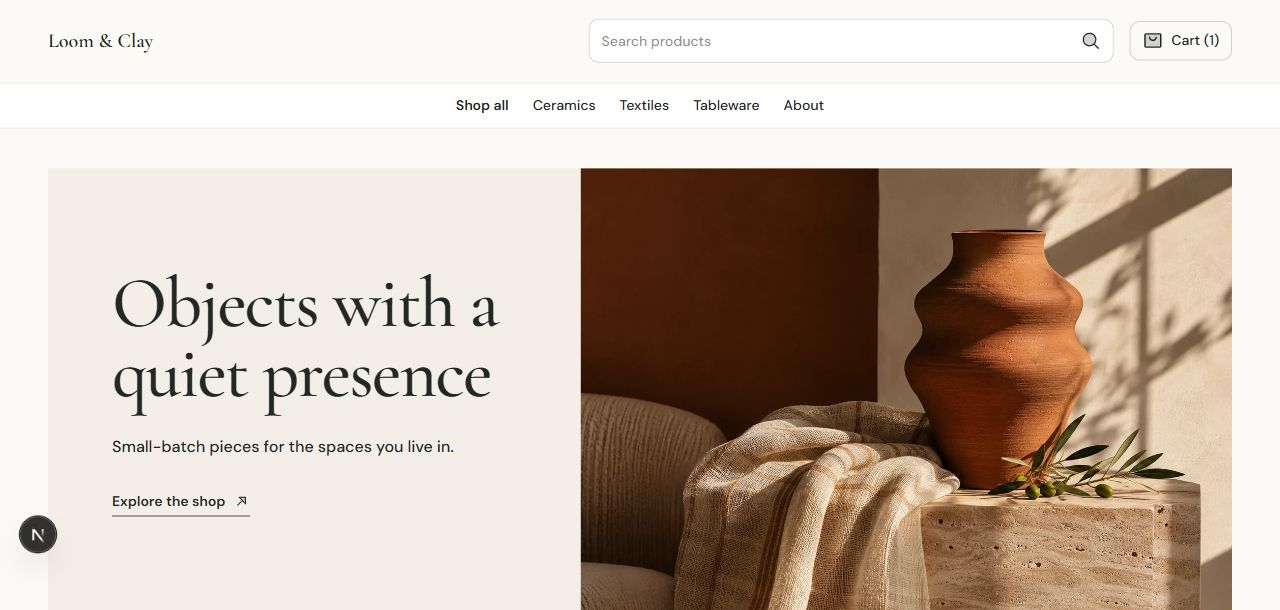 Loom & Clay
Search products
Cart (1)
Shop all
Ceramics
Textiles
Tableware
About
Objects with a
quiet presence
Small-batch pieces for the spaces you live in.
Explore the shop
N